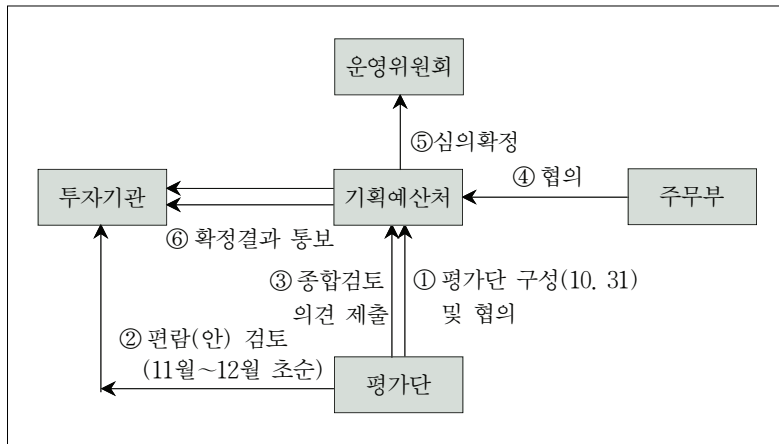 운영위원회
⑤심의확정
투자기관
기획예산처
④ 협의
주무부
⑥ 확정결과 통보
③ 종합검토
의견 제출
① 평가단 구성(10. 31)
및 협의
② 편람(안) 검토
(11월~12월 초순)
평가단